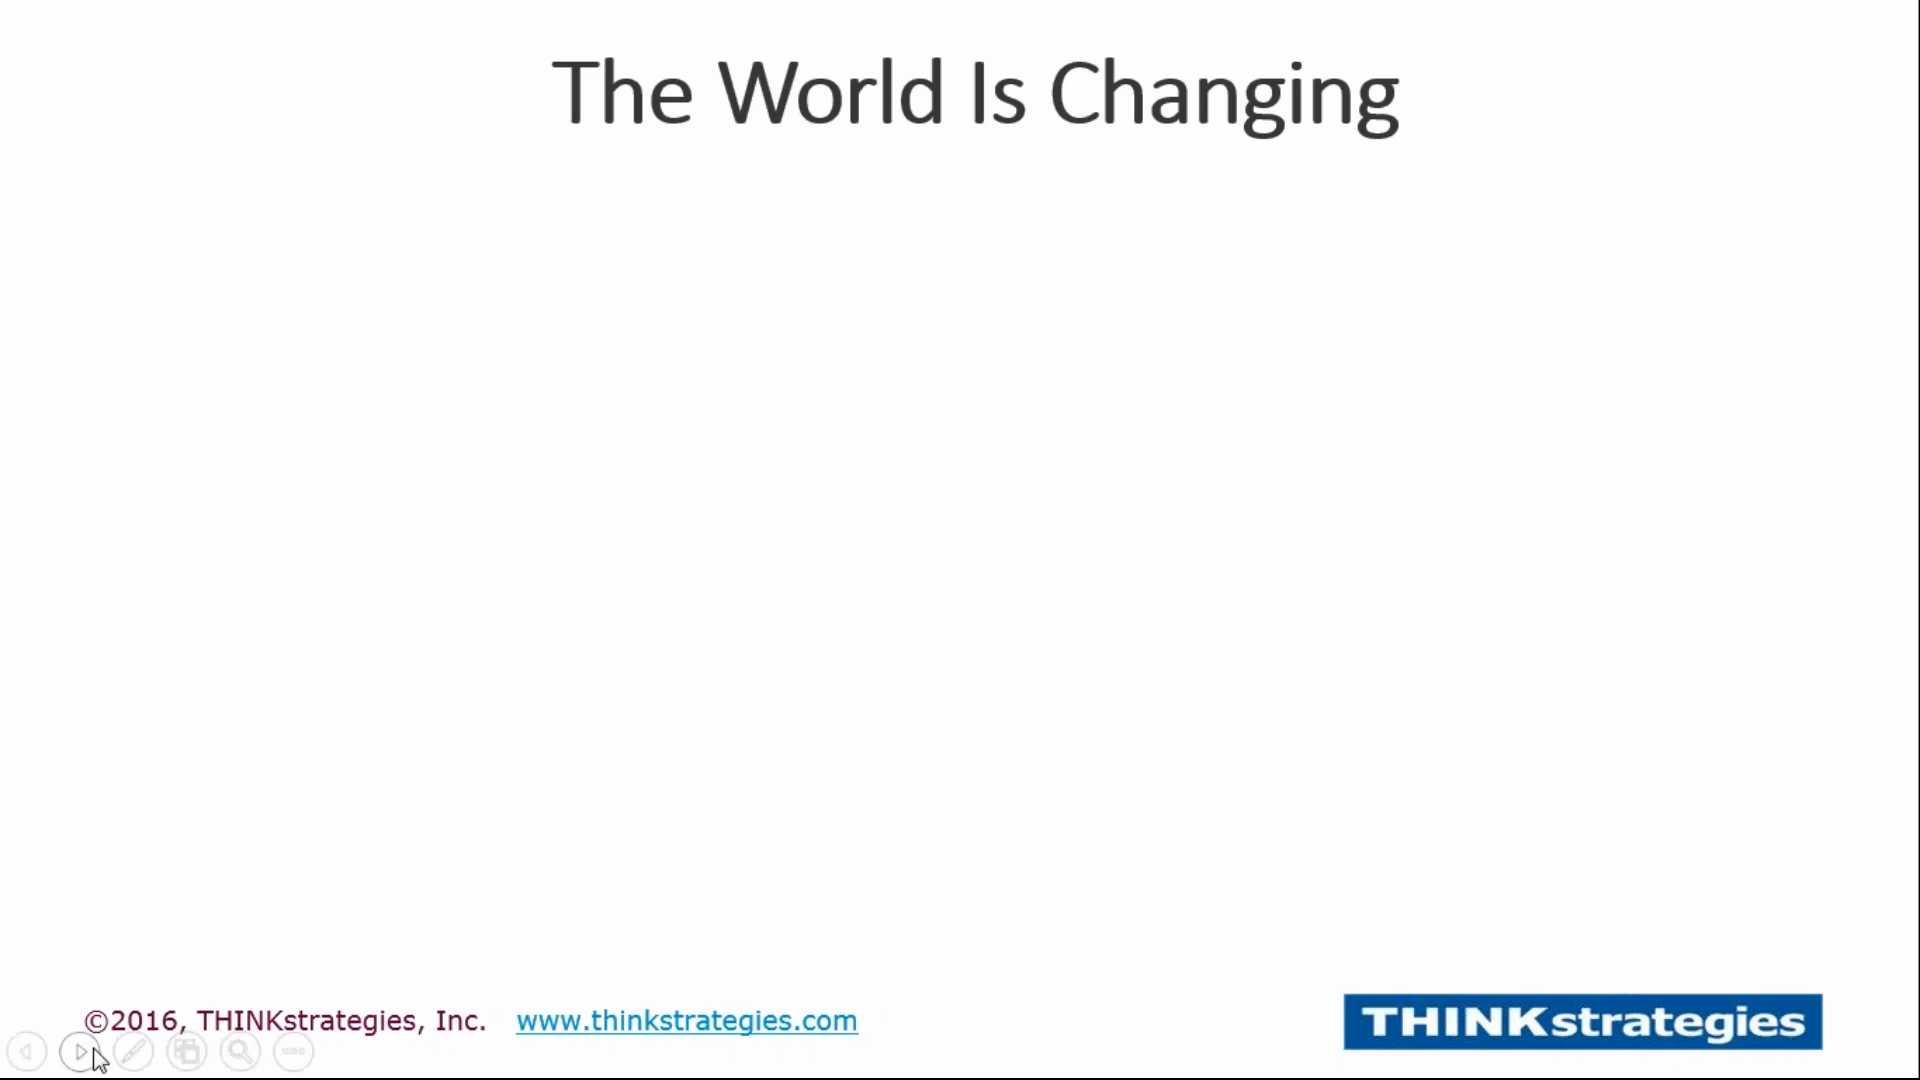 The World Is Changing
©2016, THINKstrategies, Inc. www.thinkstrategies.com
THINKstrategies